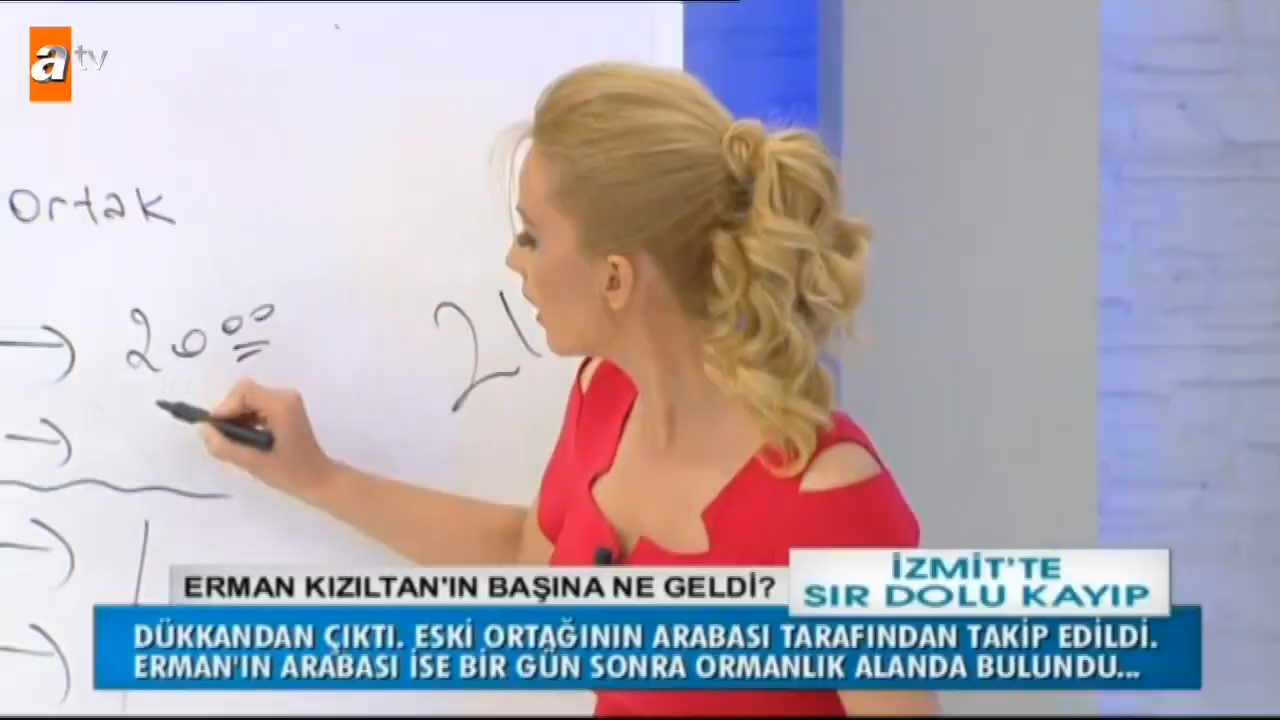 atv
Ortak
2000
21
ERMAN KIZILTAN'IN BAŞINA NE GELDİ?
İZMİT'TE
SIR DOLU KAYIP
DÜKKANDAN ÇIKTI. ESKİ ORTAĞININ ARABASI TARAFINDAN TAKİP EDİLDİ.
ERMAN'IN ARABASI İSE BİR GÜN SONRA ORMANLIK ALANDA BULUNDU...